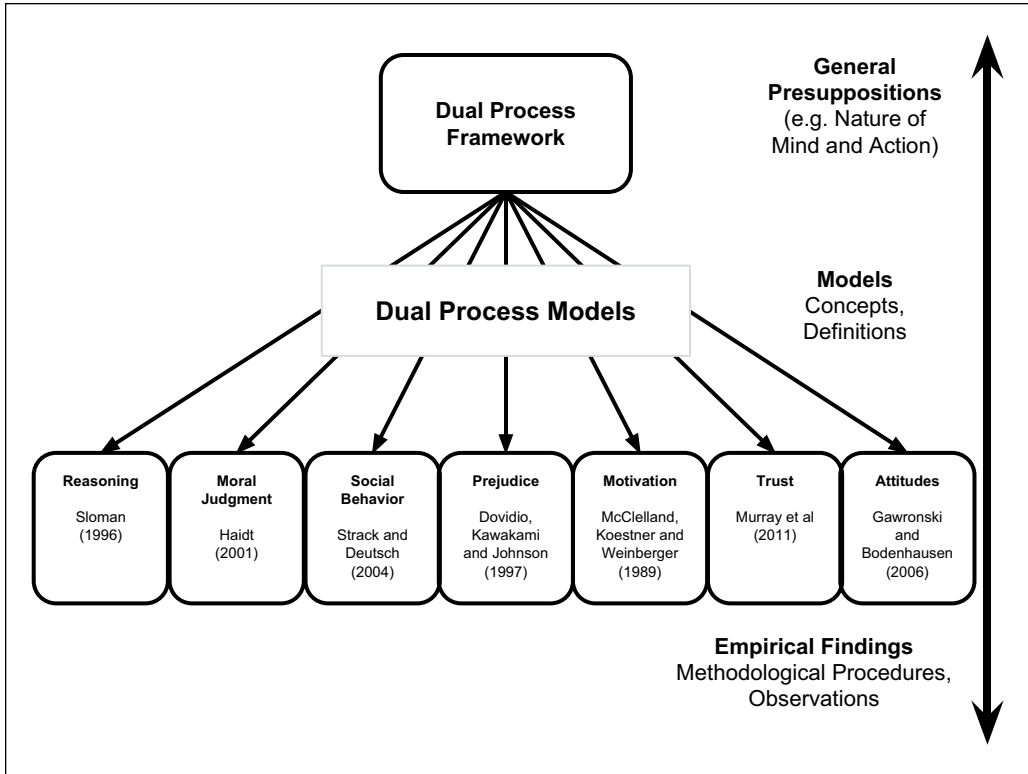 Dual Process
Framework
General
Presuppositions
(e.g. Nature of
Mind and Action)
Dual Process Models
Models
Concepts,
Definitions
Reasoning
Sloman
(1996)
Moral
Judgment
Haidt
(2001)
Social
Behavior
Strack and
Deutsch
(2004)
Prejudice
Dovidio,
Kawakami
and Johnson
(1997)
Motivation
McClelland,
Koestner and
Weinberger
(1989)
Trust
Murray et al
(2011)
Attitudes
Gawronski
and
Bodenhausen
(2006)
Empirical Findings
Methodological Procedures,
Observations